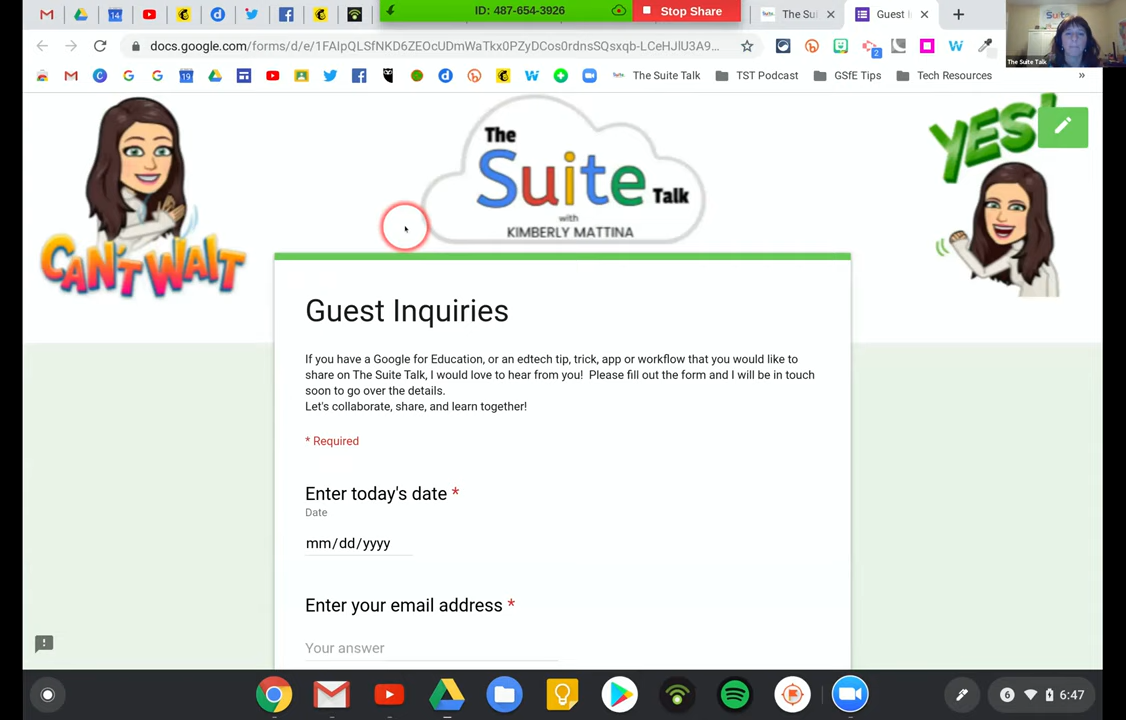 ID: 487-654-3926
Stop Share
The Sui
Guest I
docs.google.com/forms/d/e/1FAIpQLSfNKD6ZEOcUDmWaTkx0PZyDCos0rdnsSQsxqb-LCeHJlU3A9...
The Suite Talk
The Suite Talk
TST Podcast
GSfE Tips
Tech Resources
»
CAN'T WAIT
The
Suite Talk
with
KIMBERLY MATTINA
YES!
Guest Inquiries
If you have a Google for Education, or an edtech tip, trick, app or workflow that you would like to
share on The Suite Talk, I would love to hear from you!  Please fill out the form and I will be in touch
soon to go over the details.
Let's collaborate, share, and learn together!
* Required
Enter today's date *
Date
mm/dd/yyyy
Enter your email address *
Your answer
6 6:47